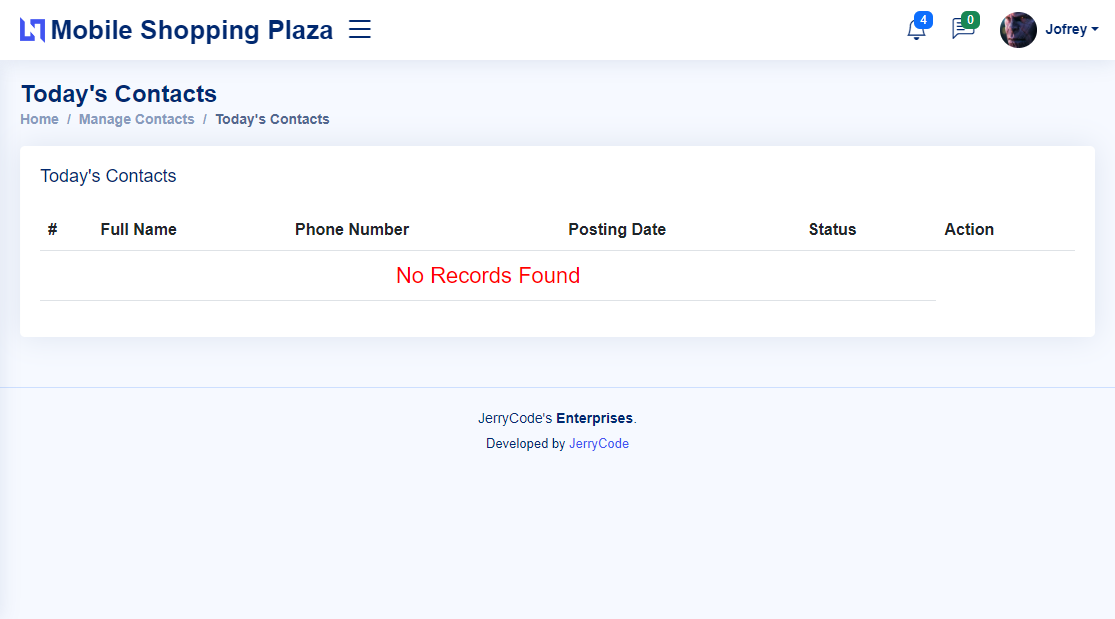 Mobile Shopping Plaza
4
0
Jofrey
Today's Contacts
Home / Manage Contacts / Today's Contacts
Today's Contacts
# Full Name Phone Number Posting Date Status Action
No Records Found
JerryCode's Enterprises.
Developed by JerryCode